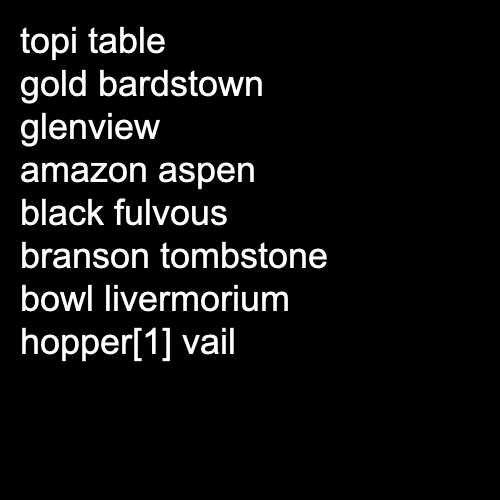 topi table
gold bardstown
glenview
amazon aspen
black fulvous
branson tombstone
bowl livermorium
hopper[1] vail